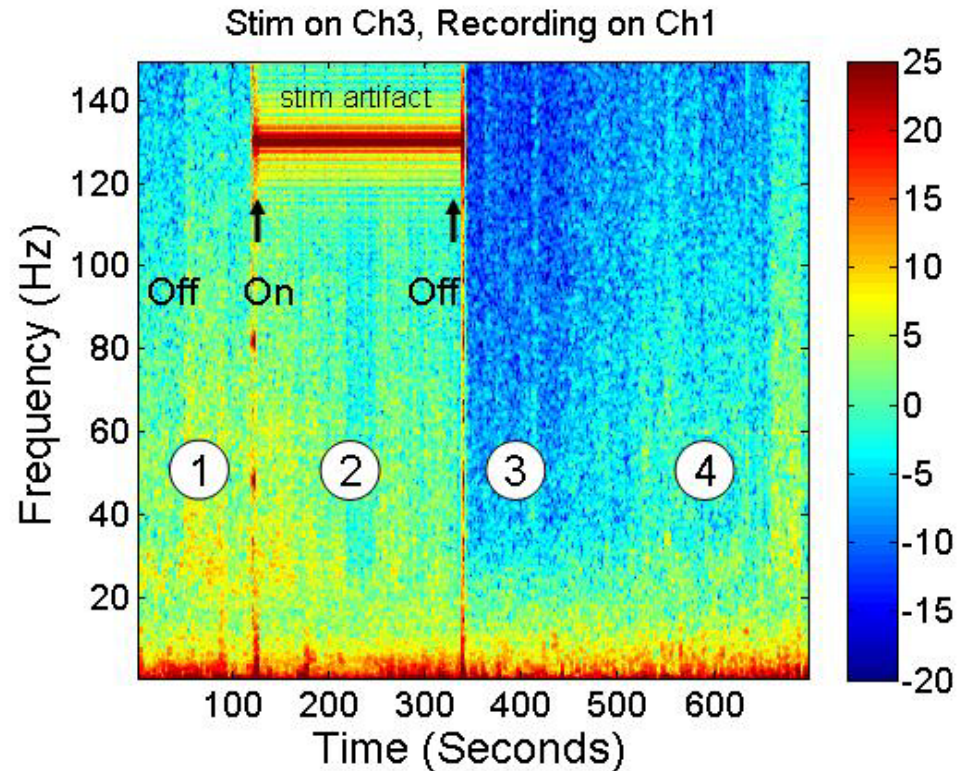 Stim on Ch3, Recording on Ch1
Frequency (Hz)
140
120
100
80
60
40
20
stim artifact
Off On Off
1 2 3 4
100 200 300 400 500 600
Time (Seconds)
25
20
15
10
5
0
-5
-10
-15
-20